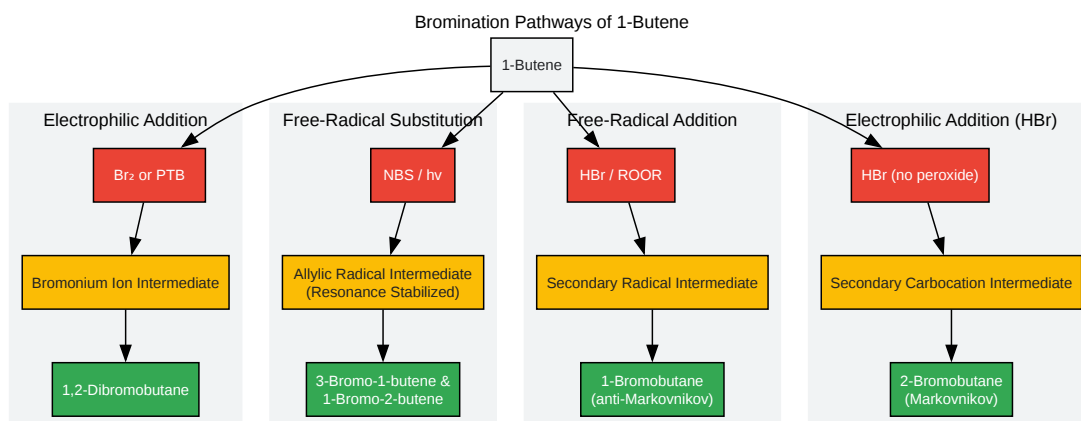 Bromination Pathways of 1-Butene
1-Butene
Electrophilic Addition
Free-Radical Substitution
Free-Radical Addition
Electrophilic Addition (HBr)
Br₂ or PTB
NBS / hv
HBr / ROOR
HBr (no peroxide)
Bromonium Ion Intermediate
Allylic Radical Intermediate
(Resonance Stabilized)
Secondary Radical Intermediate
Secondary Carbocation Intermediate
1,2-Dibromobutane
3-Bromo-1-butene &
1-Bromo-2-butene
1-Bromobutane
(anti-Markovnikov)
2-Bromobutane
(Markovnikov)